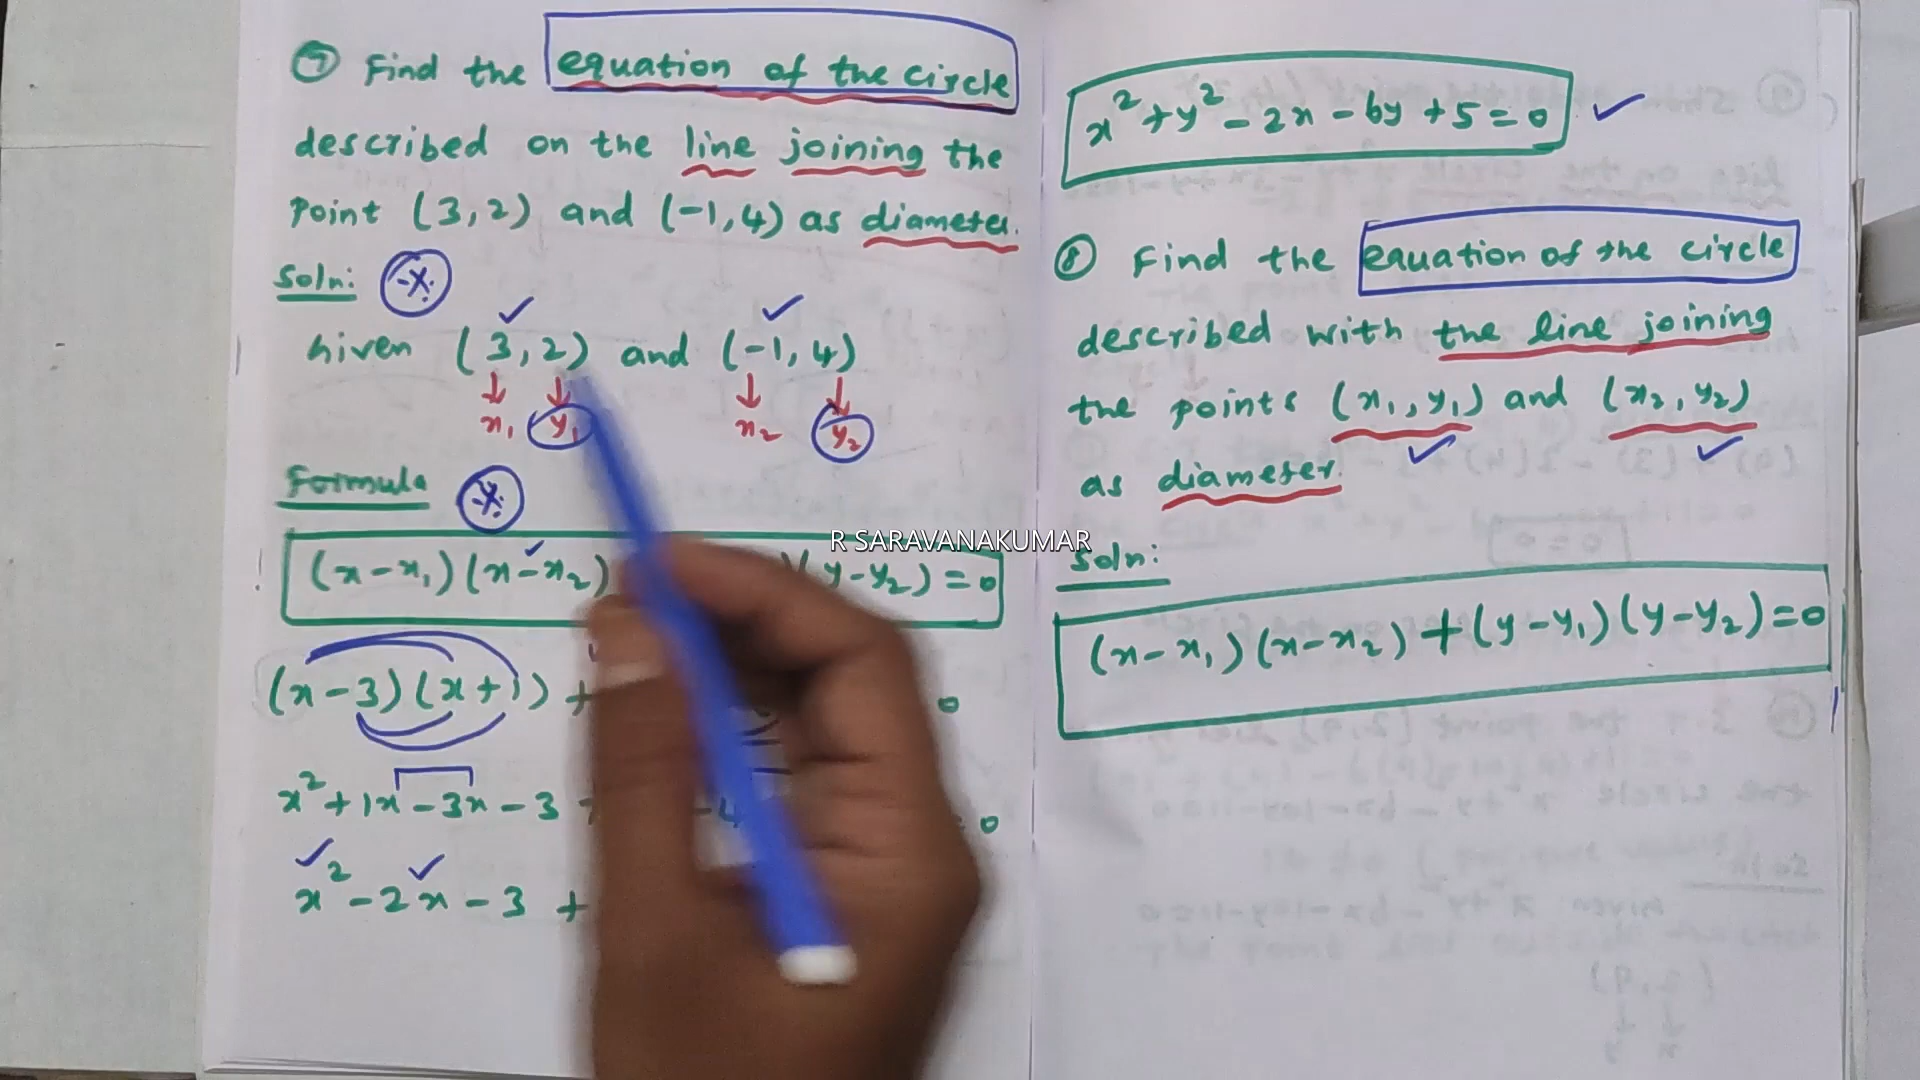 ⑦ Find the equation of the circle
described on the line joining the
point (3,2) and (-1,4) as diameter.
Soln:
Given (3,2) and (-1,4)
↓ ↓ ↓ ↓
x₁ y₁ x₂ y₂
Formula
(x-x₁)(x-x₂) (y-y₂)=0
(x-3)(x+1)+ 0
x²+1x-3x-3 -4 =0
x²-2x-3+
x²+y²-2x-6y+5=0
⑧ Find the equation of the circle
described with the line joining
the points (x₁,y₁) and (x₂,y₂)
as diameter.
R SARAVANAKUMAR
Soln:
(x-x₁)(x-x₂)+(y-y₁)(y-y₂)=0